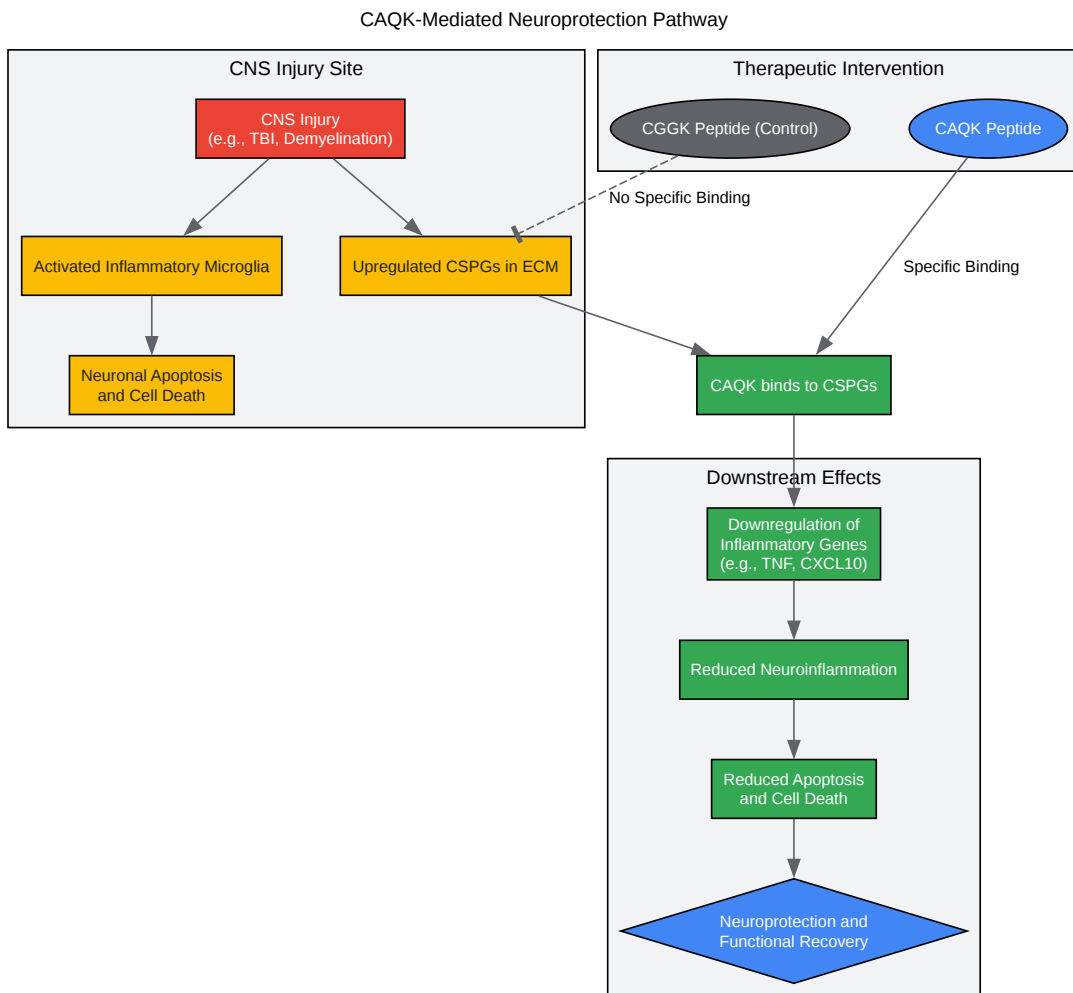 CAQK-Mediated Neuroprotection Pathway
CNS Injury Site
Therapeutic Intervention
CNS Injury
(e.g., TBI, Demyelination)
CGGK Peptide (Control)
CAQK Peptide
No Specific Binding
Activated Inflammatory Microglia
Upregulated CSPGs in ECM
Specific Binding
Neuronal Apoptosis
and Cell Death
CAQK binds to CSPGs
Downstream Effects
Downregulation of
Inflammatory Genes
(e.g., TNF, CXCL10)
Reduced Neuroinflammation
Reduced Apoptosis
and Cell Death
Neuroprotection and
Functional Recovery